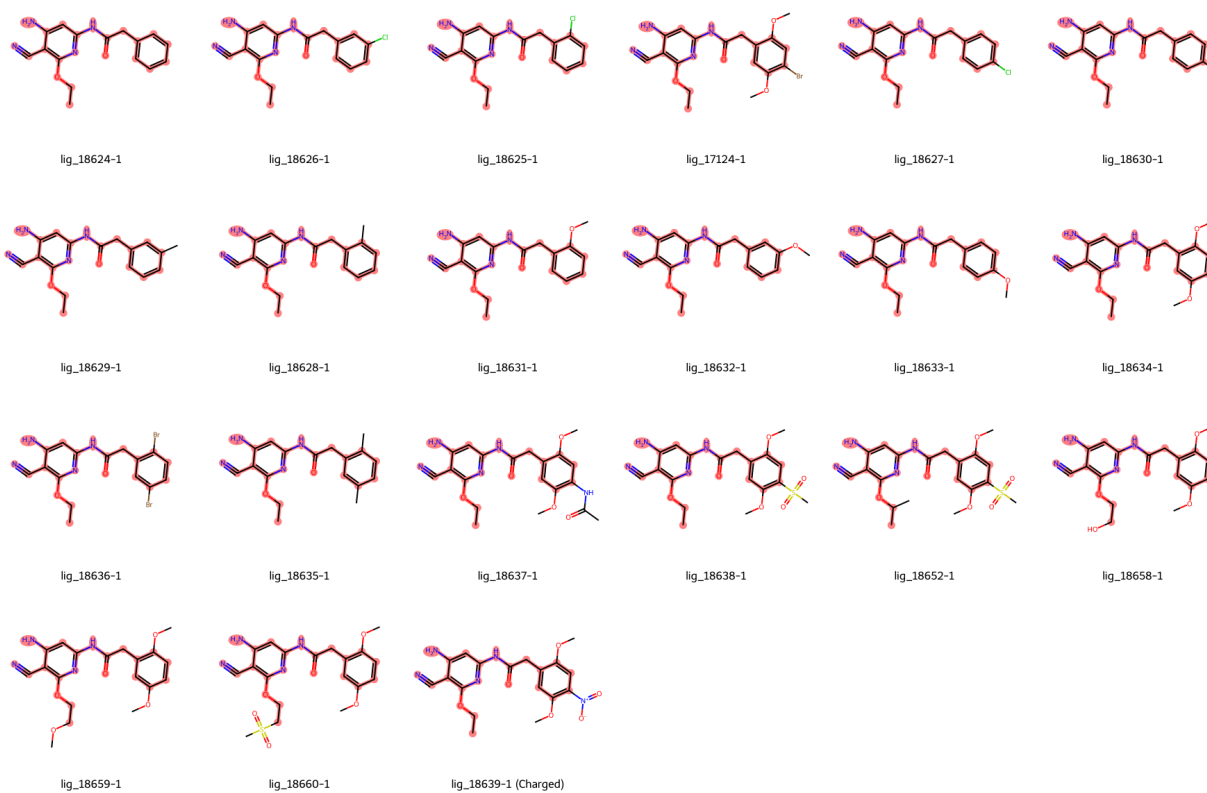 lig_18624-1
lig_18626-1
lig_18625-1
lig_17124-1
lig_18627-1
lig_18630-1
lig_18629-1
lig_18628-1
lig_18631-1
lig_18632-1
lig_18633-1
lig_18634-1
lig_18636-1
lig_18635-1
lig_18637-1
lig_18638-1
lig_18652-1
lig_18658-1
lig_18659-1
lig_18660-1
lig_18639-1 (Charged)